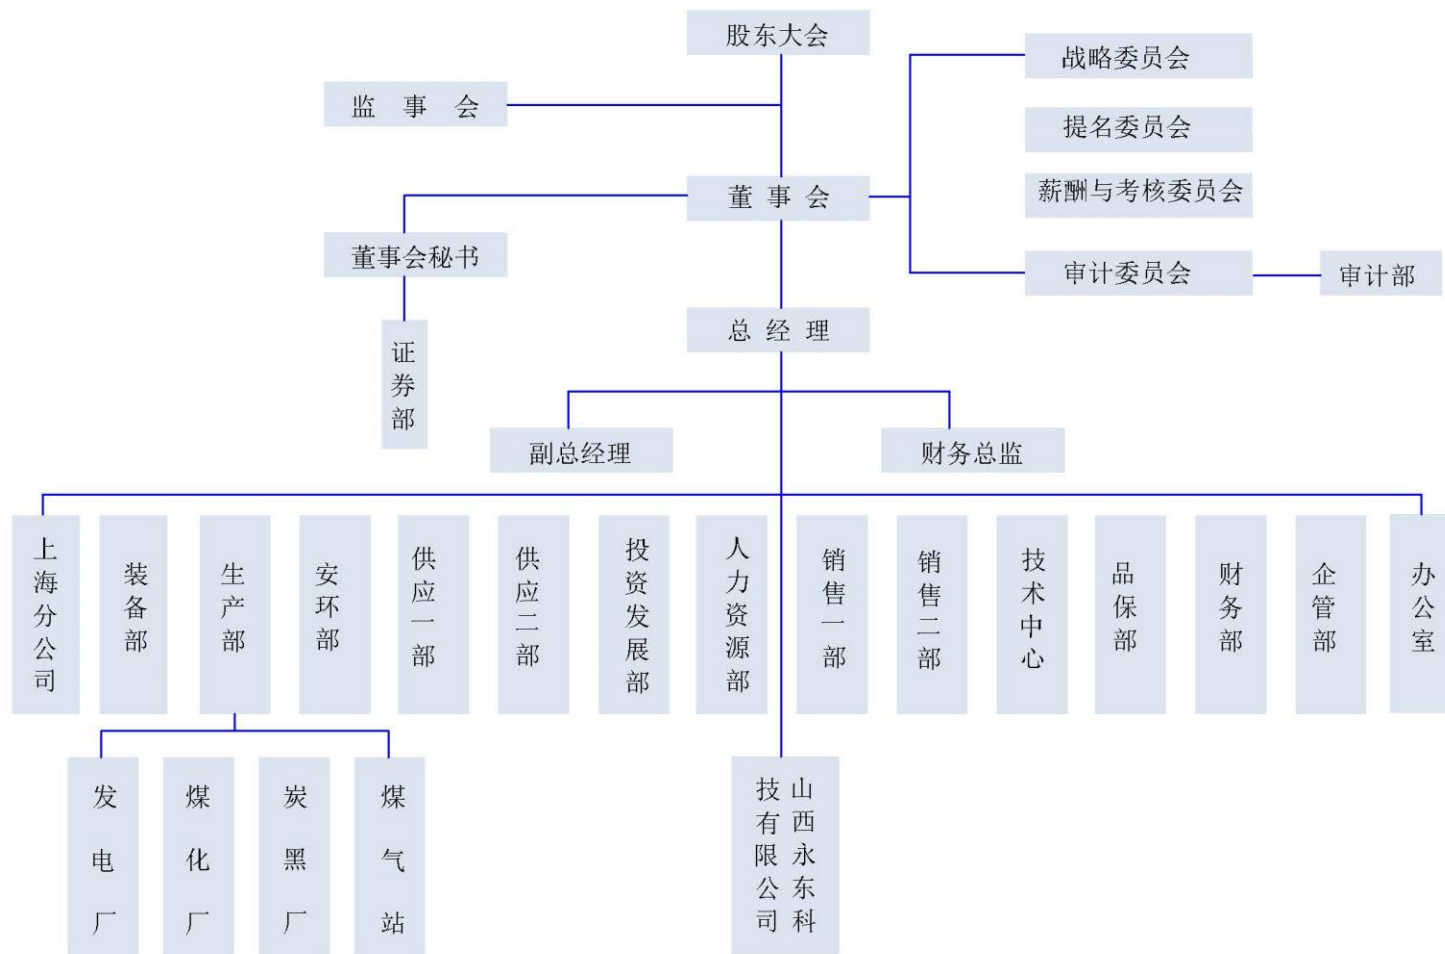 股东大会
战略委员会
监事会
提名委员会
董事会
薪酬与考核委员会
董事会秘书
审计委员会
审计部
总经理
证券部
副总经理
财务总监
上海分公司
装备部
生产部
安环部
供应一部
供应二部
投资发展部
人力资源部
销售一部
销售二部
技术中心
品保部
财务部
企管部
办公室
发电厂
煤化厂
炭黑厂
煤气站
山西永东科
技有限公司